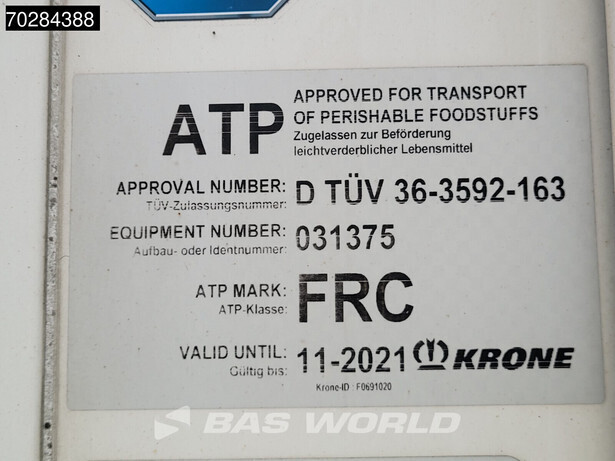 70284388
ATP
APPROVED FOR TRANSPORT
OF PERISHABLE FOODSTUFFS
Zugelassen zur Beförderung
leichtverderblicher Lebensmittel
APPROVAL NUMBER: D TÜV 36-3592-163
TÜV-Zulassungsnummer:
EQUIPMENT NUMBER: 031375
Aufbau- oder Identnummer:
ATP MARK: FRC
ATP-Klasse:
VALID UNTIL: 11-2021 KRONE
Gültig bis:
Krone-ID : F0691020
BAS WORLD